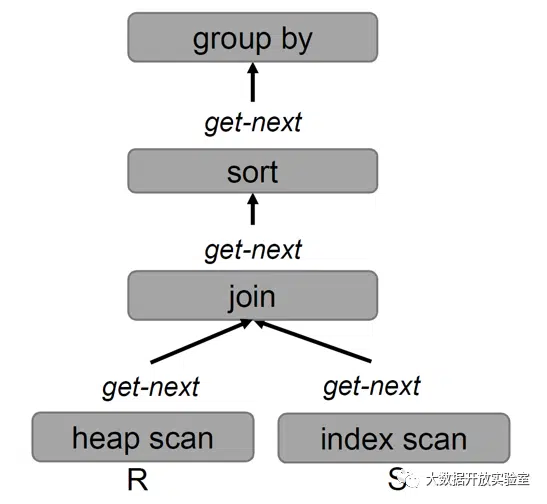 group by
get-next
sort
get-next
join
get-next get-next
heap scan index scan
R S
大数据开放实验室